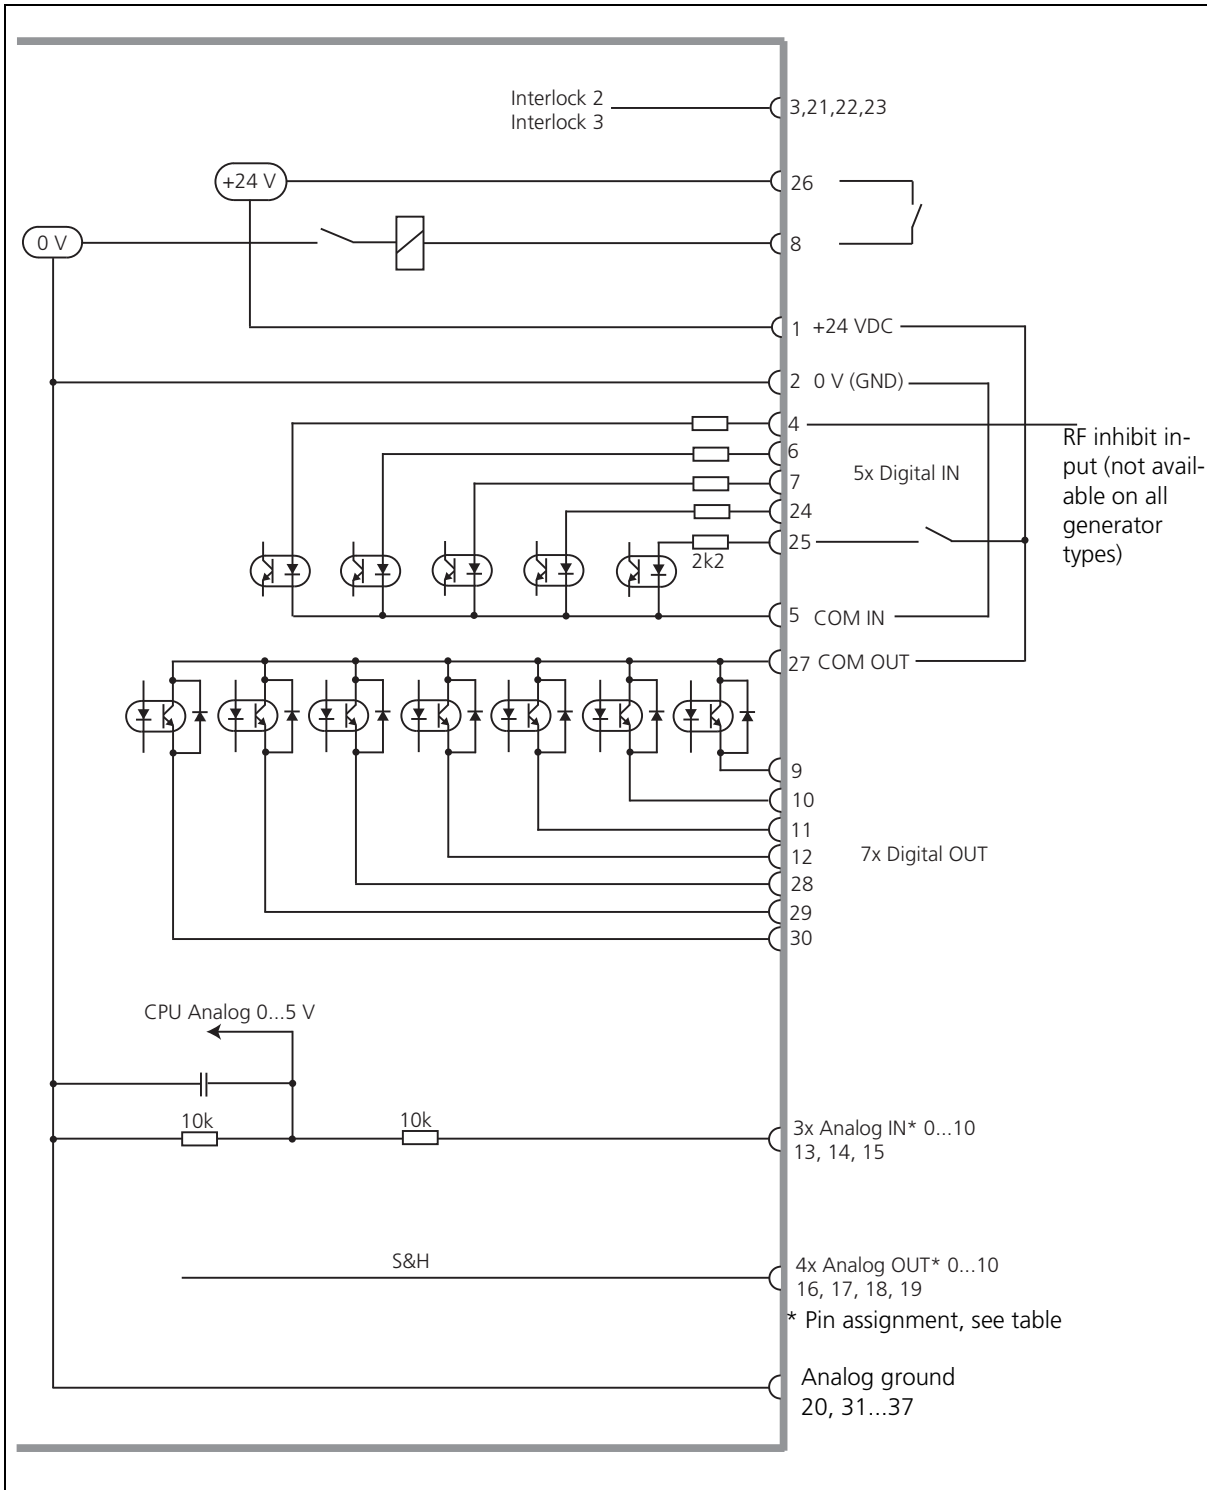 Interlock 2
Interlock 3
3,21,22,23
+24 V
26
0 V
8
1 +24 VDC
2 0 V (GND)
4
RF inhibit in-
put (not avail-
able on all
generator
types)
6
7
5x Digital IN
24
25
2k2
5 COM IN
27 COM OUT
9
10
11
12
7x Digital OUT
28
29
30
CPU Analog 0...5 V
10k
10k
3x Analog IN* 0...10
13, 14, 15
S&H
4x Analog OUT* 0...10
16, 17, 18, 19
* Pin assignment, see table
Analog ground
20, 31...37